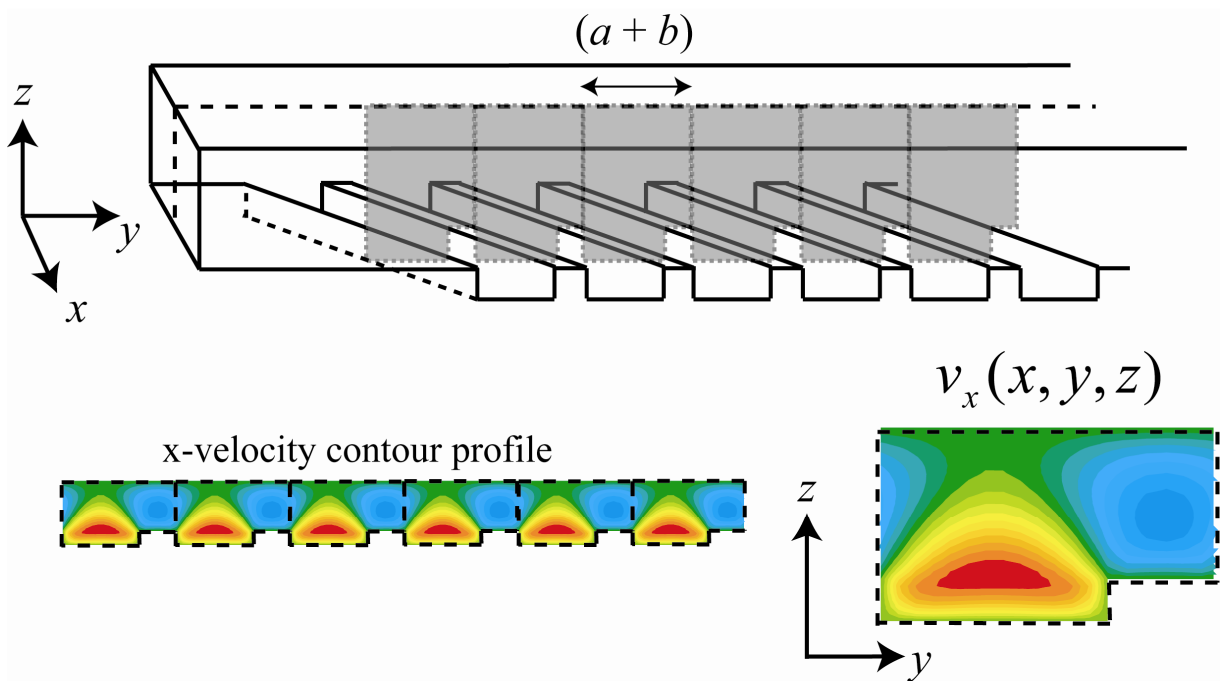 (a + b)
z
y
x
v_x(x, y, z)
x-velocity contour profile
z
y